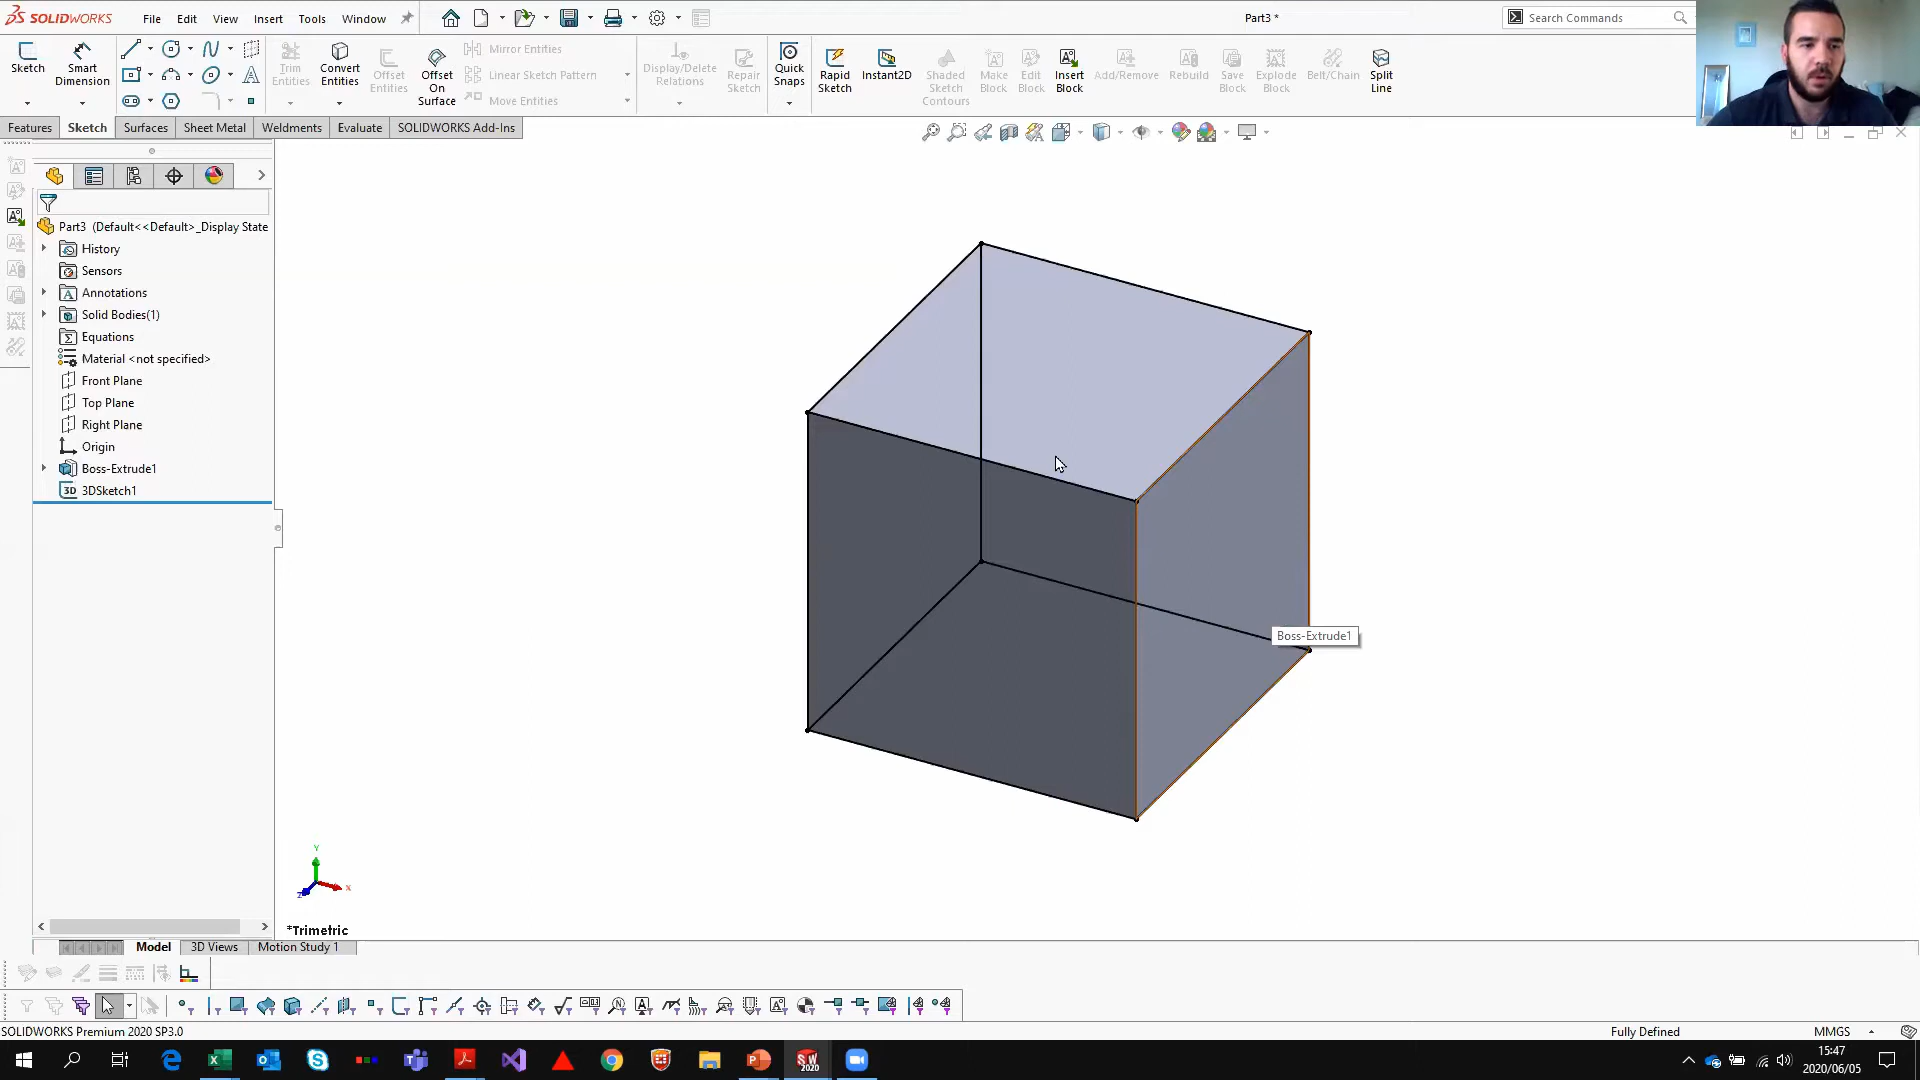 SOLIDWORKS File Edit View Insert Tools Window Part3 * Search Commands
Sketch Smart Dimension Trim Entities Convert Entities Offset Entities Offset On Surface Mirror Entities Linear Sketch Pattern Move Entities Display/Delete Relations Repair Sketch Quick Snaps Rapid Sketch Instant2D Shaded Sketch Contours Make Block Edit Block Insert Block Add/Remove Rebuild Save Block Explode Block Belt/Chain Split Line
Features Sketch Surfaces Sheet Metal Weldments Evaluate SOLIDWORKS Add-Ins
Part3 (Default<<Default>_Display State
History
Sensors
Annotations
Solid Bodies(1)
Equations
Material <not specified>
Front Plane
Top Plane
Right Plane
Origin
Boss-Extrude1
3D 3DSketch1
Boss-Extrude1
Y
X
Z
*Trimetric
Model 3D Views Motion Study 1
SOLIDWORKS Premium 2020 SP3.0 Fully Defined MMGS
SW 2020
15:47
2020/06/05